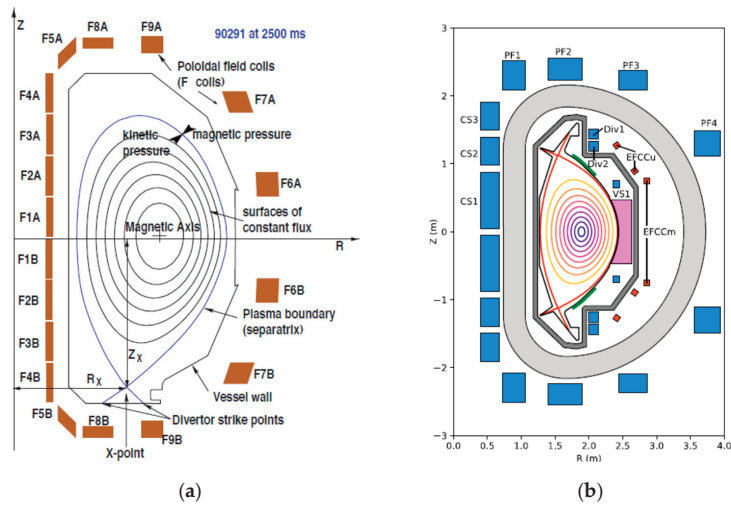 Z
F8A
F9A
90291 at 2500 ms
F5A
Poloidal field coils
(F coils)
F7A
F4A
F3A
kinetic
pressure
magnetic pressure
F2A
F6A
surfaces of
constant flux
F1A
Magnetic Axis
R
F1B
F2B
F6B
Plasma boundary
(separatrix)
F3B
ZX
RX
F7B
F4B
Vessel wall
F5B
F8B
Divertor strike points
F9B
X-point
(a)
3
PF1
PF2
PF3
2
CS3
Div1
PF4
EFCCu
1
CS2
Div2
CS1
VS1
Z (m)
0
EFCCm
−1
−2
−3
0.0 0.5 1.0 1.5 2.0 2.5 3.0 3.5 4.0
R (m)
(b)